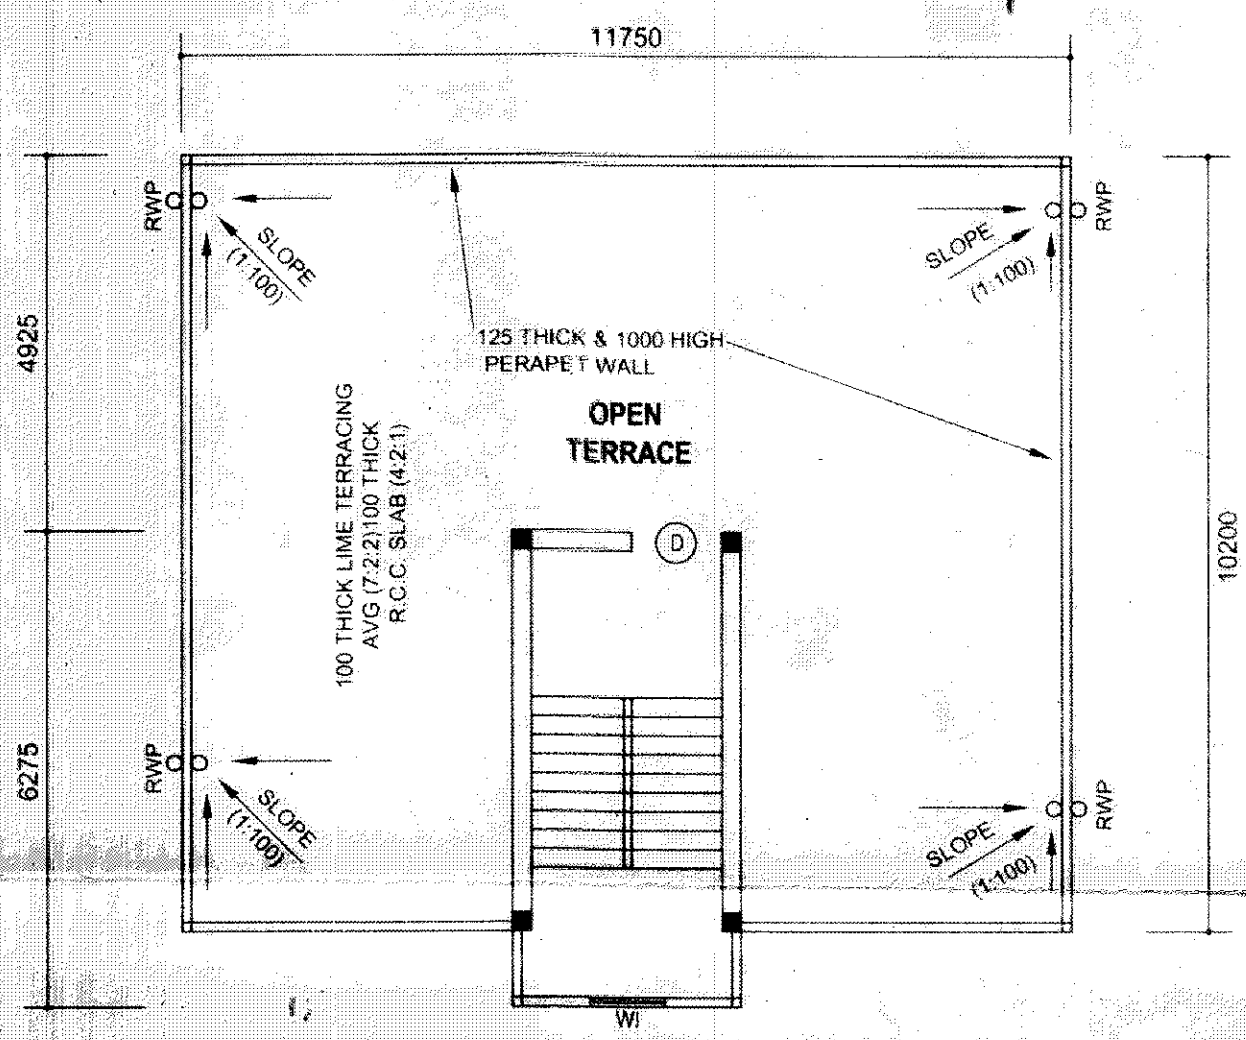 11750
RWP
SLOPE
(1:100)
SLOPE
(1:100)
RWP
4925
125 THICK & 1000 HIGH
PERAPET WALL
OPEN
TERRACE
100 THICK LIME TERRACING
AVG (7:2:2)100 THICK
R.C.C. SLAB (4:2:1)
D
10200
6275
RWP
SLOPE
(1:100)
SLOPE
(1:100)
RWP
WI